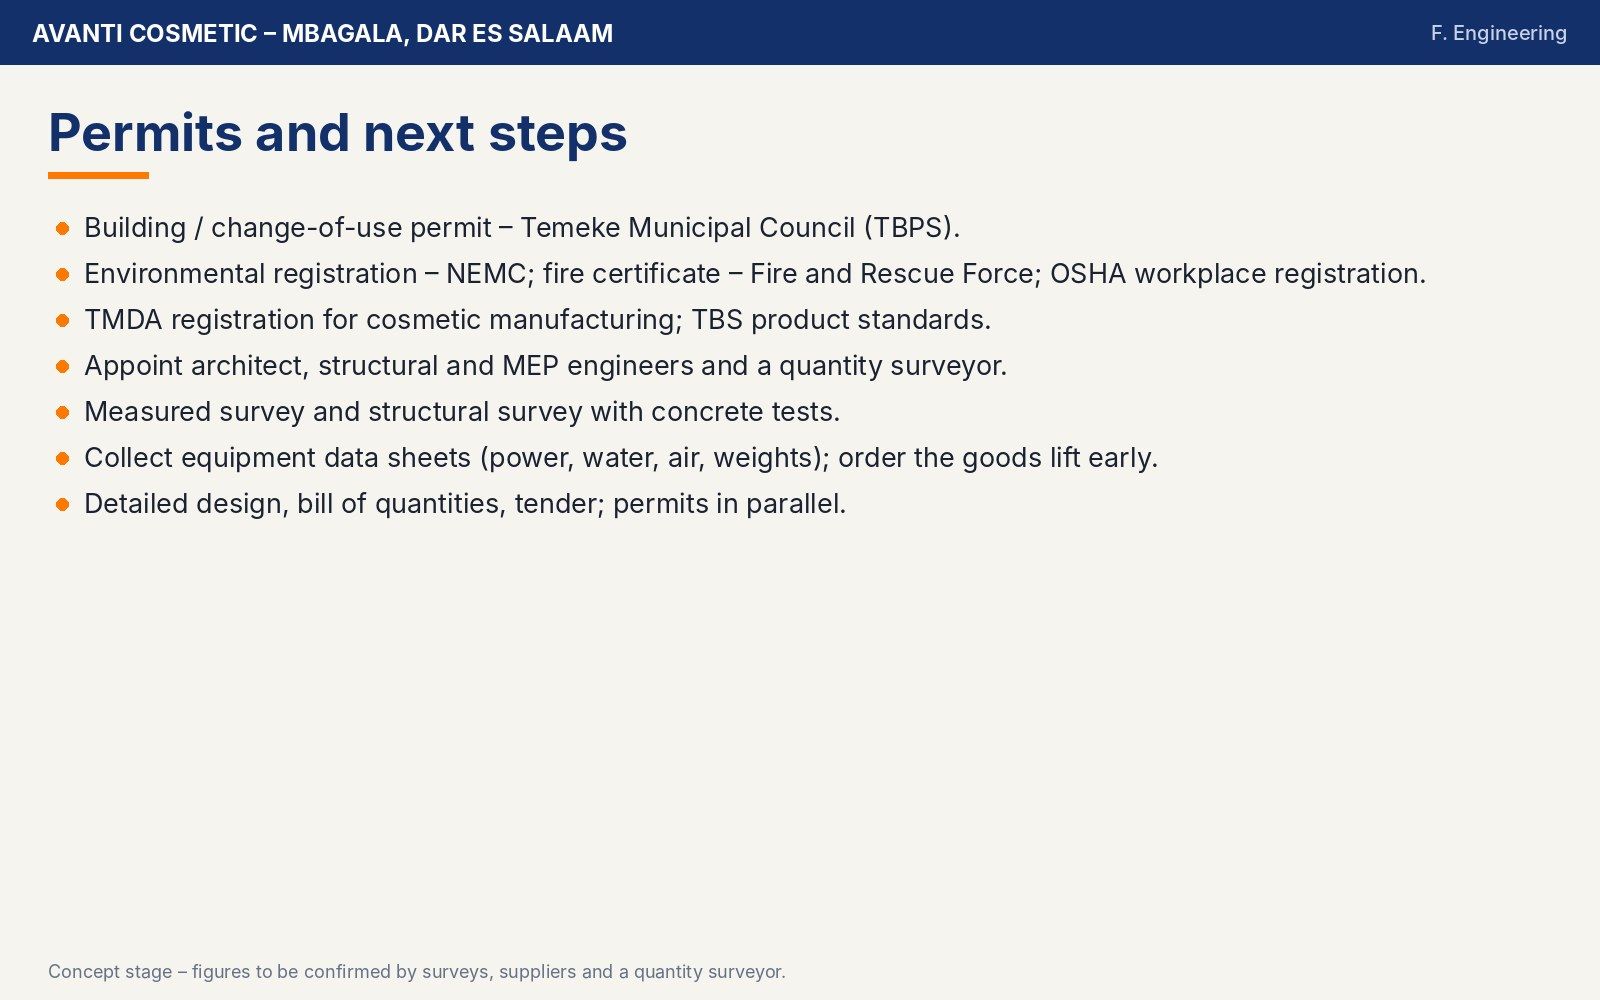 AVANTI COSMETIC – MBAGALA, DAR ES SALAAM
F. Engineering
Permits and next steps
Building / change-of-use permit – Temeke Municipal Council (TBPS).
Environmental registration – NEMC; fire certificate – Fire and Rescue Force; OSHA workplace registration.
TMDA registration for cosmetic manufacturing; TBS product standards.
Appoint architect, structural and MEP engineers and a quantity surveyor.
Measured survey and structural survey with concrete tests.
Collect equipment data sheets (power, water, air, weights); order the goods lift early.
Detailed design, bill of quantities, tender; permits in parallel.
Concept stage – figures to be confirmed by surveys, suppliers and a quantity surveyor.